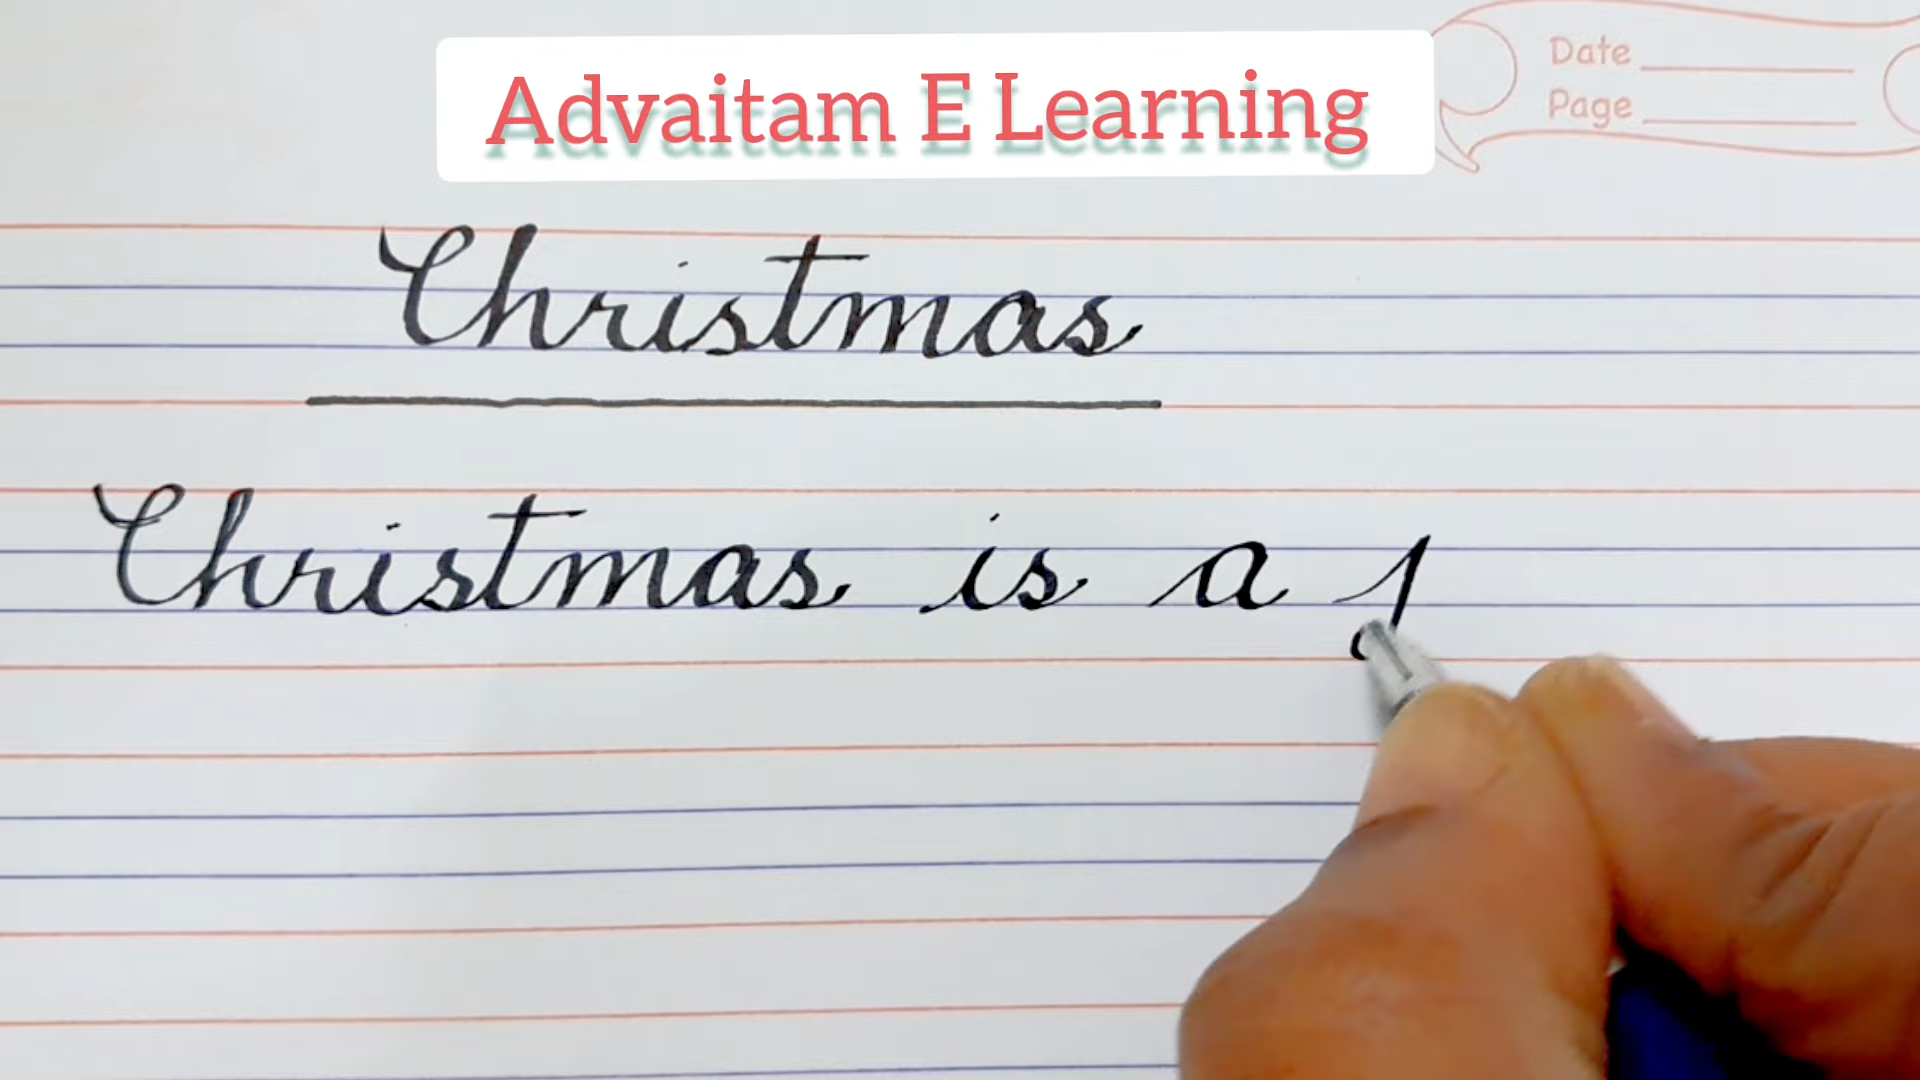 Advaitam E Learning
Date
Page
Christmas
Christmas is a